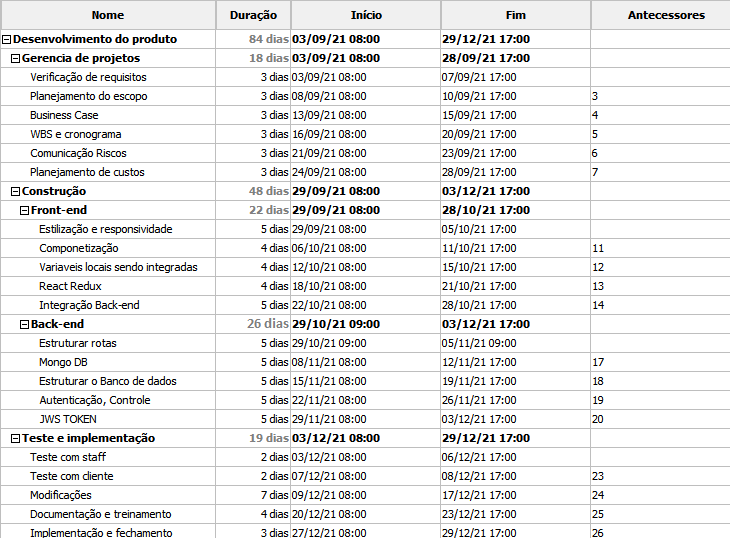 Nome Duração Início Fim Antecessores
Desenvolvimento do produto 84 dias 03/09/21 08:00 29/12/21 17:00
Gerencia de projetos 18 dias 03/09/21 08:00 28/09/21 17:00
Verificação de requisitos 3 dias 03/09/21 08:00 07/09/21 17:00
Planejamento do escopo 3 dias 08/09/21 08:00 10/09/21 17:00 3
Business Case 3 dias 13/09/21 08:00 15/09/21 17:00 4
WBS e cronograma 3 dias 16/09/21 08:00 20/09/21 17:00 5
Comunicação Riscos 3 dias 21/09/21 08:00 23/09/21 17:00 6
Planejamento de custos 3 dias 24/09/21 08:00 28/09/21 17:00 7
Construção 48 dias 29/09/21 08:00 03/12/21 17:00
Front-end 22 dias 29/09/21 08:00 28/10/21 17:00
Estilização e responsividade 5 dias 29/09/21 08:00 05/10/21 17:00
Componetização 4 dias 06/10/21 08:00 11/10/21 17:00 11
Variaveis locais sendo integradas 4 dias 12/10/21 08:00 15/10/21 17:00 12
React Redux 4 dias 18/10/21 08:00 21/10/21 17:00 13
Integração Back-end 5 dias 22/10/21 08:00 28/10/21 17:00 14
Back-end 26 dias 29/10/21 09:00 03/12/21 17:00
Estruturar rotas 5 dias 29/10/21 09:00 05/11/21 09:00
Mongo DB 5 dias 08/11/21 08:00 12/11/21 17:00 17
Estruturar o Banco de dados 5 dias 15/11/21 08:00 19/11/21 17:00 18
Autenticação, Controle 5 dias 22/11/21 08:00 26/11/21 17:00 19
JWS TOKEN 5 dias 29/11/21 08:00 03/12/21 17:00 20
Teste e implementação 19 dias 03/12/21 08:00 29/12/21 17:00
Teste com staff 2 dias 03/12/21 08:00 06/12/21 17:00
Teste com cliente 2 dias 07/12/21 08:00 08/12/21 17:00 23
Modificações 7 dias 09/12/21 08:00 17/12/21 17:00 24
Documentação e treinamento 4 dias 20/12/21 08:00 23/12/21 17:00 25
Implementação e fechamento 3 dias 27/12/21 08:00 29/12/21 17:00 26